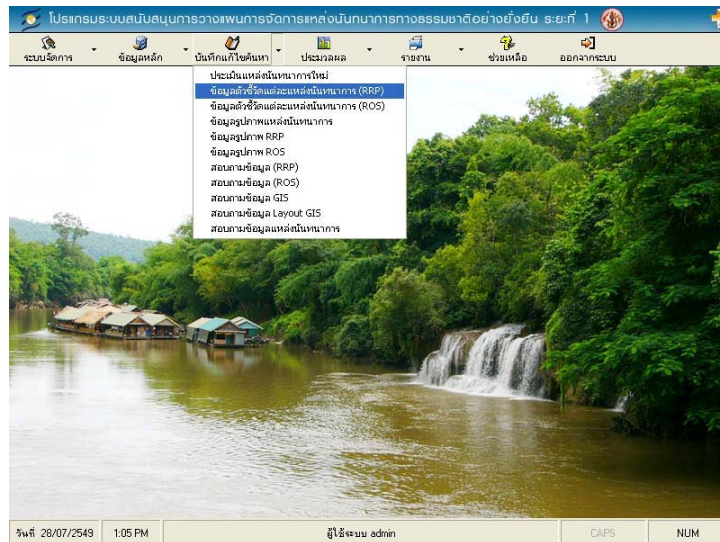 โปรแกรมระบบสนับสนุนการวางแผนการจัดการแหล่งนันทนาการทางธรรมชาติอย่างยั่งยืน ระยะที่ 1
ระบบจัดการ ข้อมูลหลัก บันทึกแก้ไขค้นหา ประมวลผล รายงาน ช่วยเหลือ ออกจากระบบ
ประเมินแหล่งนันทนาการใหม่
ข้อมูลตัวชี้วัดแต่ละแหล่งนันทนาการ (RRP)
ข้อมูลตัวชี้วัดแต่ละแหล่งนันทนาการ (ROS)
ข้อมูลรูปภาพแหล่งนันทนาการ
ข้อมูลรูปภาพ RRP
ข้อมูลรูปภาพ ROS
สอบถามข้อมูล (RRP)
สอบถามข้อมูล (ROS)
สอบถามข้อมูล GIS
สอบถามข้อมูล Layout GIS
สอบถามข้อมูลแหล่งนันทนาการ
วันที่ 28/07/2549 1:05 PM ผู้ใช้ระบบ admin CAPS NUM